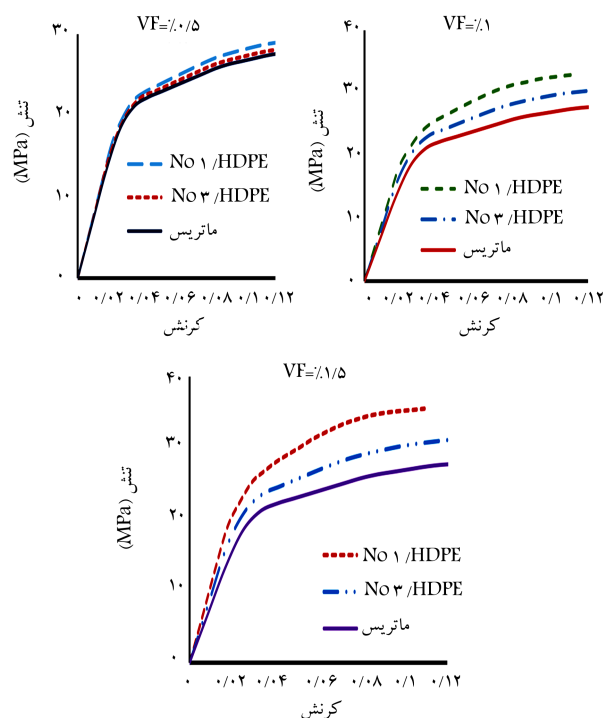 VF=٪۰/۵
۳۰
۲۰
۱۰
۰
تنش (MPa)
No ۱ /HDPE
No ۳ /HDPE
ماتریس
۰ ۰/۰۲ ۰/۰۴ ۰/۰۶ ۰/۰۸ ۰/۱ ۰/۱۲
کرنش
VF=٪۱
۴۰
۳۰
۲۰
۱۰
۰
تنش (MPa)
No ۱ /HDPE
No ۳ /HDPE
ماتریس
۰ ۰/۰۲ ۰/۰۴ ۰/۰۶ ۰/۰۸ ۰/۱ ۰/۱۲
کرنش
VF=٪۱/۵
۴۰
۳۰
۲۰
۱۰
۰
تنش (MPa)
No ۱ /HDPE
No ۳ /HDPE
ماتریس
۰ ۰/۰۲ ۰/۰۴ ۰/۰۶ ۰/۰۸ ۰/۱ ۰/۱۲
کرنش